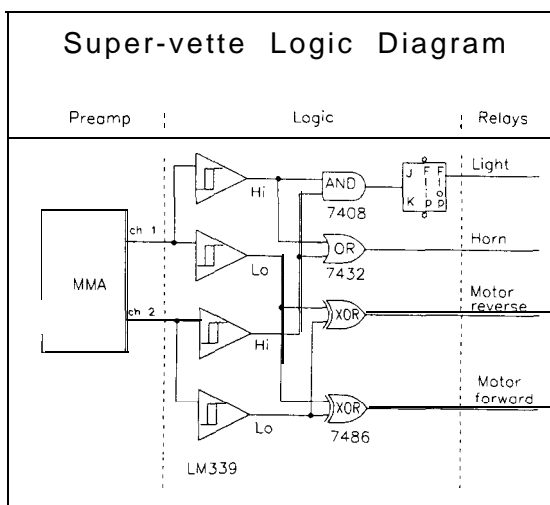 Super-vette Logic Diagram
Preamp Logic Relays
Light
J F F
l l
i o
K p p
AND
Hi
7408
ch 1
Horn
OR
Lo
7432
MMA
Motor
reverse
XOR
ch 2
Hi
Motor
forward
XOR
Lo
7486
LM339